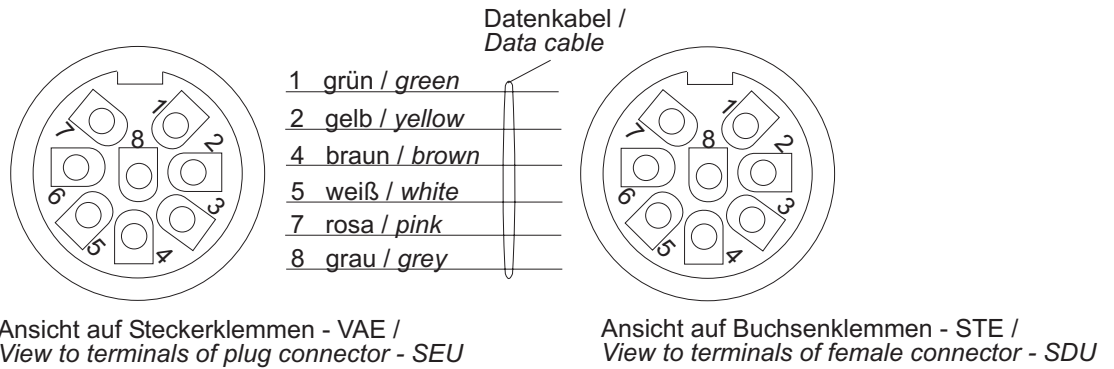 Datenkabel /
Data cable
1 grün / green
2 gelb / yellow
4 braun / brown
5 weiß / white
7 rosa / pink
8 grau / grey
1
2
3
4
5
6
7
8
1
2
3
4
5
6
7
8
Ansicht auf Steckerklemmen - VAE /
View to terminals of plug connector - SEU
Ansicht auf Buchsenklemmen - STE /
View to terminals of female connector - SDU